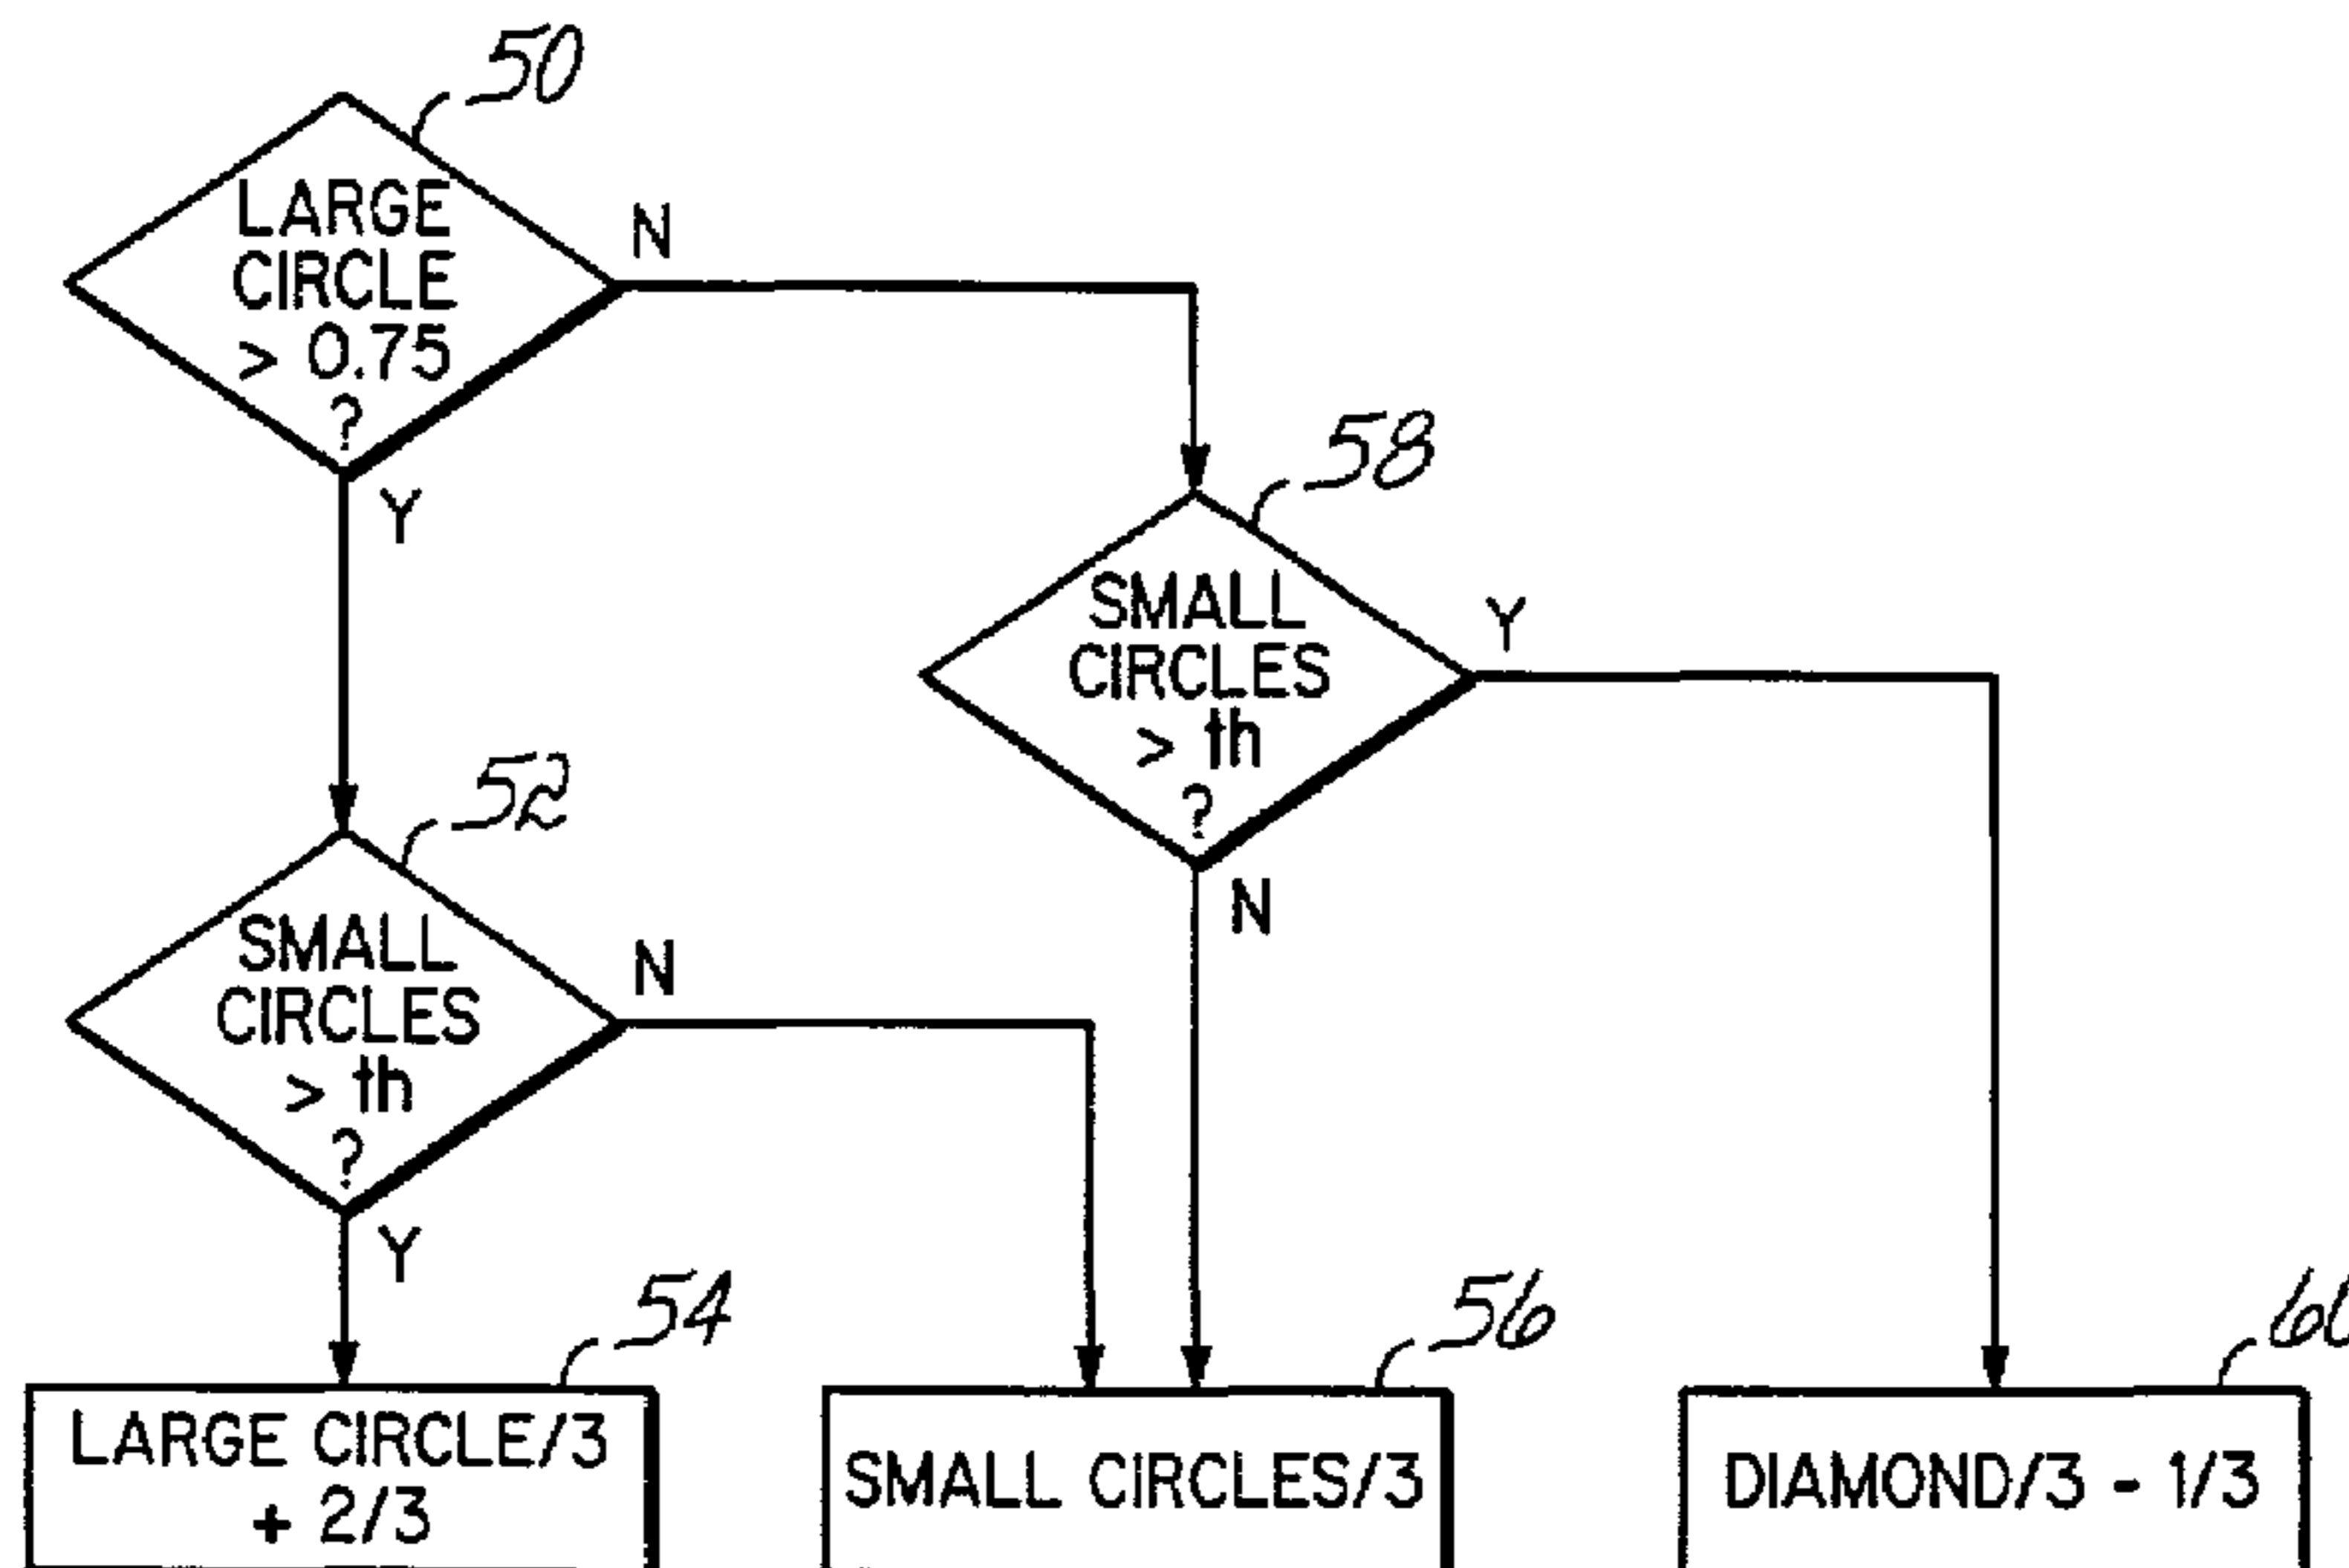 50
LARGE
CIRCLE
> 0.75
?
N
Y
58
SMALL
CIRCLES
> th
?
Y
N
52
SMALL
CIRCLES
> th
?
N
Y
54
LARGE CIRCLE/3
+ 2/3
56
SMALL CIRCLES/3
60
DIAMOND/3 - 1/3